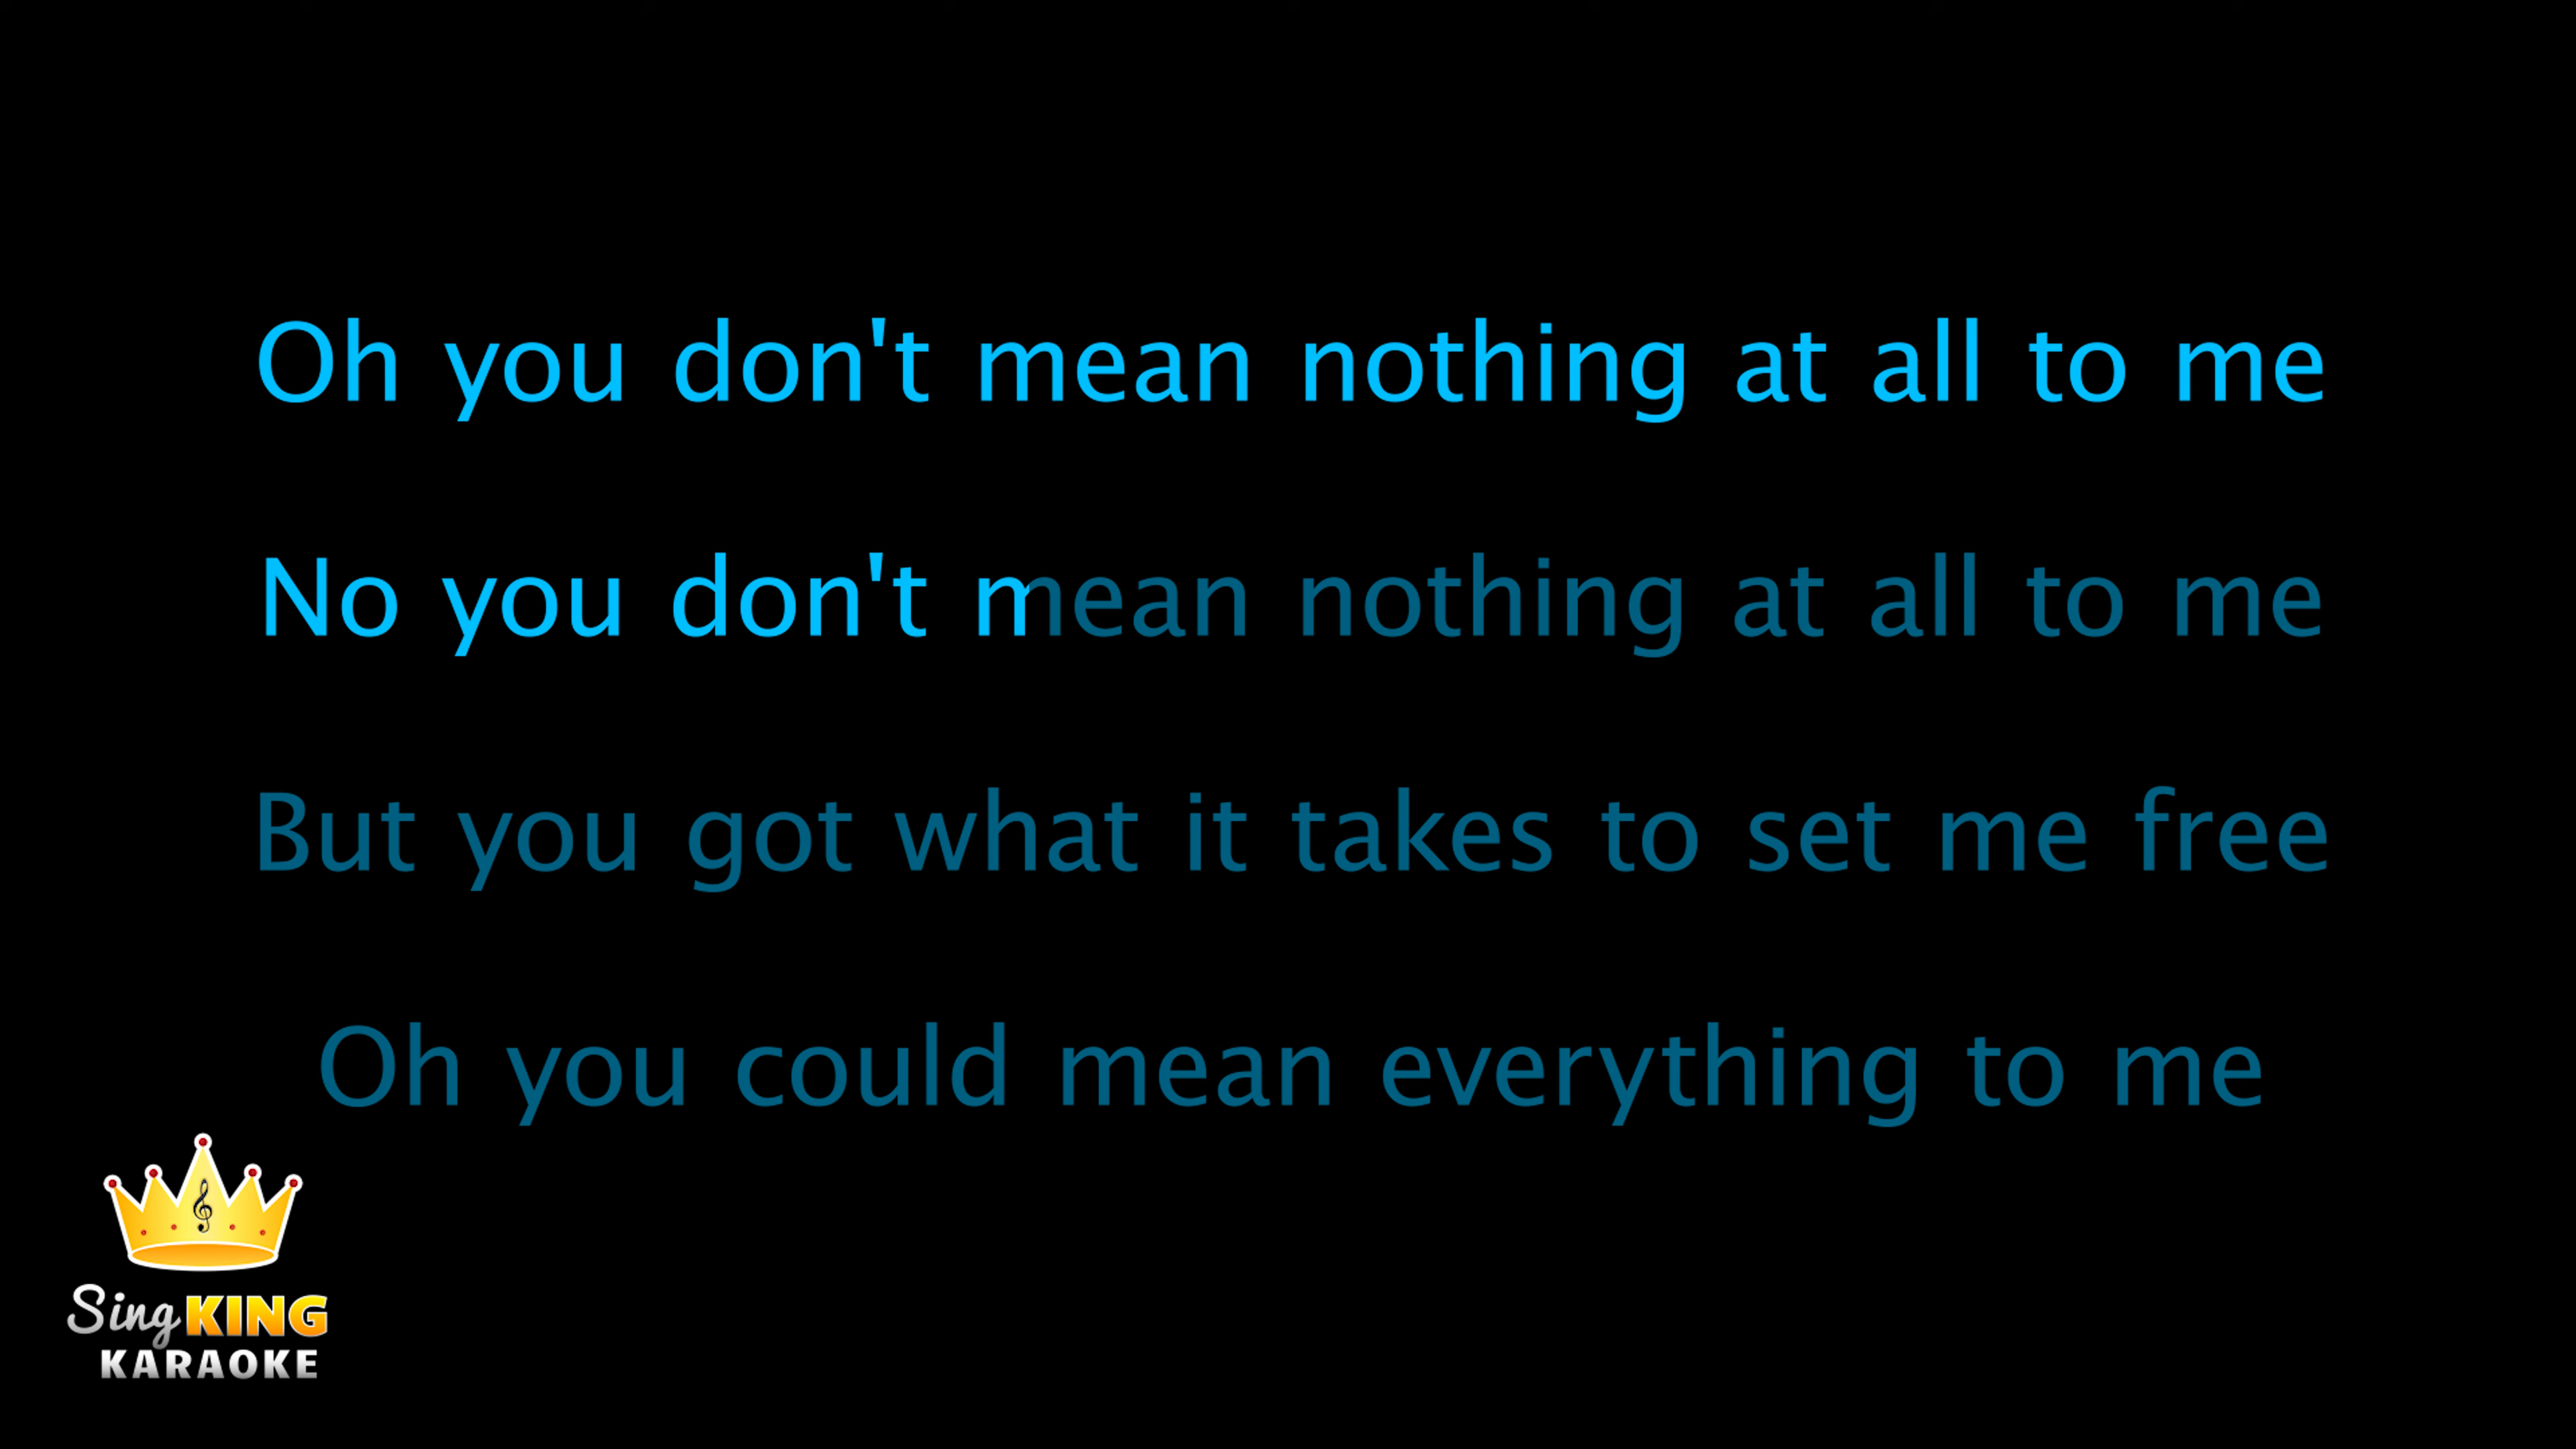 Oh you don't mean nothing at all to me
No you don't mean nothing at all to me
But you got what it takes to set me free
Oh you could mean everything to me
Sing KING
KARAOKE